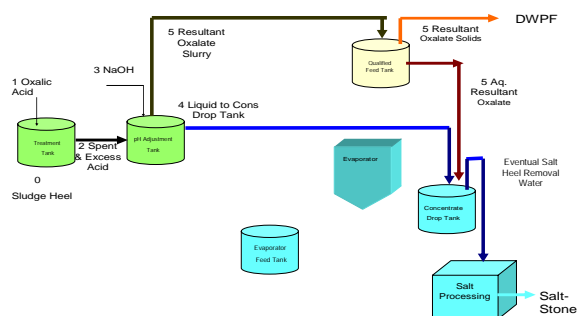 5 Resultant
Oxalate
Slurry
5 Resultant
Oxalate Solids
DWPF
1 Oxalic
Acid
3 NaOH
Qualified
Feed Tank
5 Aq.
Resultant
Oxalate
4 Liquid to Cons
Drop Tank
Treatment
Tank
2 Spent
& Excess
Acid
pH Adjustment
Tank
0
Sludge Heel
Evaporator
Eventual Salt
Heel Removal
Water
Concentrate
Drop Tank
Evaporator
Feed Tank
Salt
Processing
Salt-
Stone